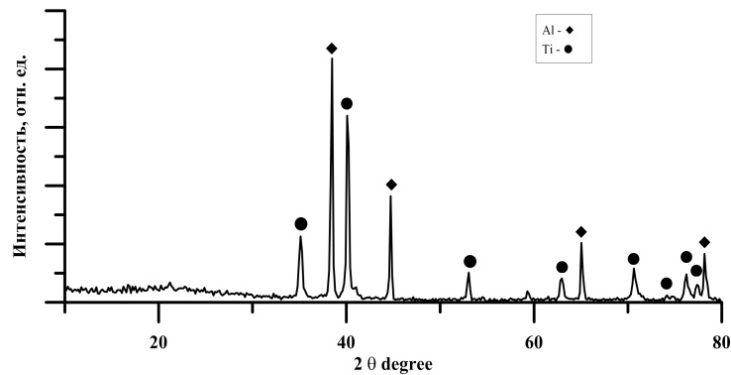 Интенсивность, отн. ед.
Al - ◆
Ti - ●
20 40 60 80
2 θ degree